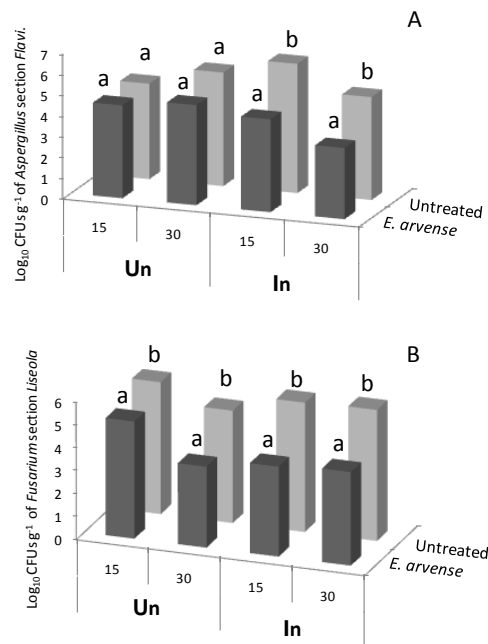 A
Log10 CFUs g-1 of Aspergillus section Flavi.
7
6
5
4
3
2
1
0
a a a a a b a b
15 30 15 30
Un In
Untreated
E. arvense
B
Log10 CFUs g-1 of Fusarium section Liseola
6
5
4
3
2
1
0
a b a b a b a b
15 30 15 30
Un In
Untreated
E. arvense